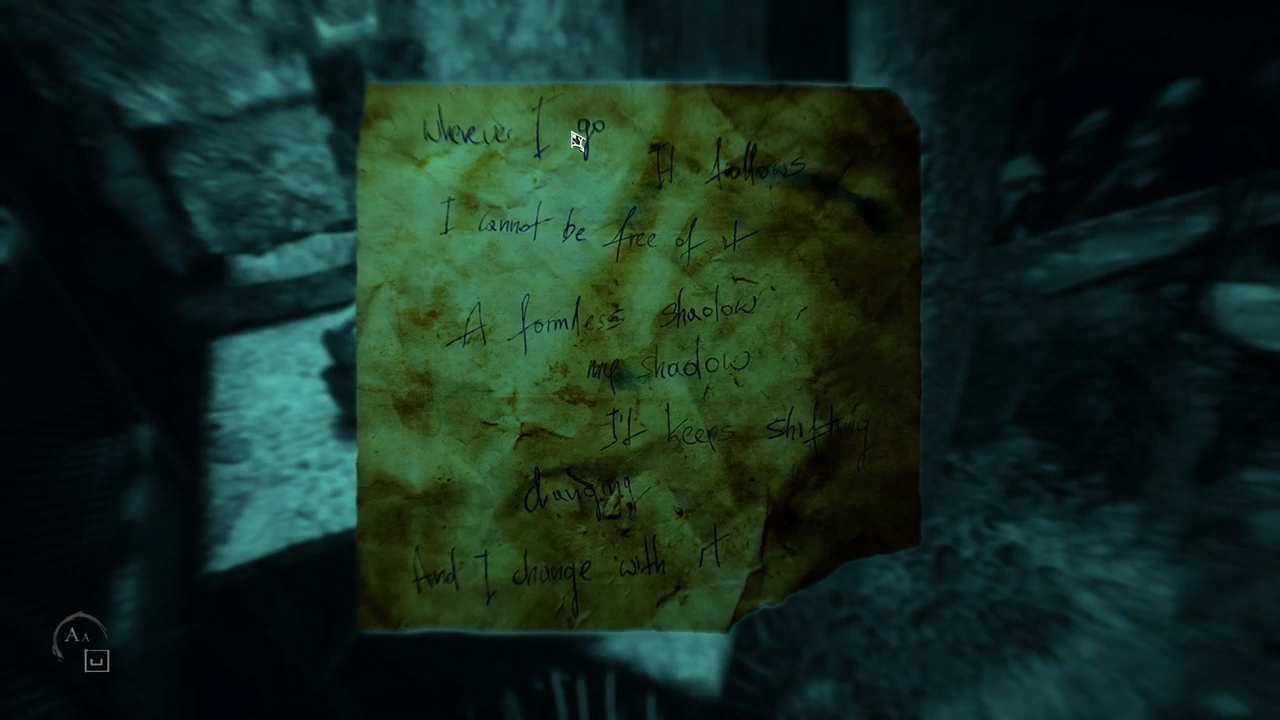 Wherever I go
It follows
I cannot be free of it
A formless shadow
my shadow
It keeps shifting
changing
And I change with it
AA